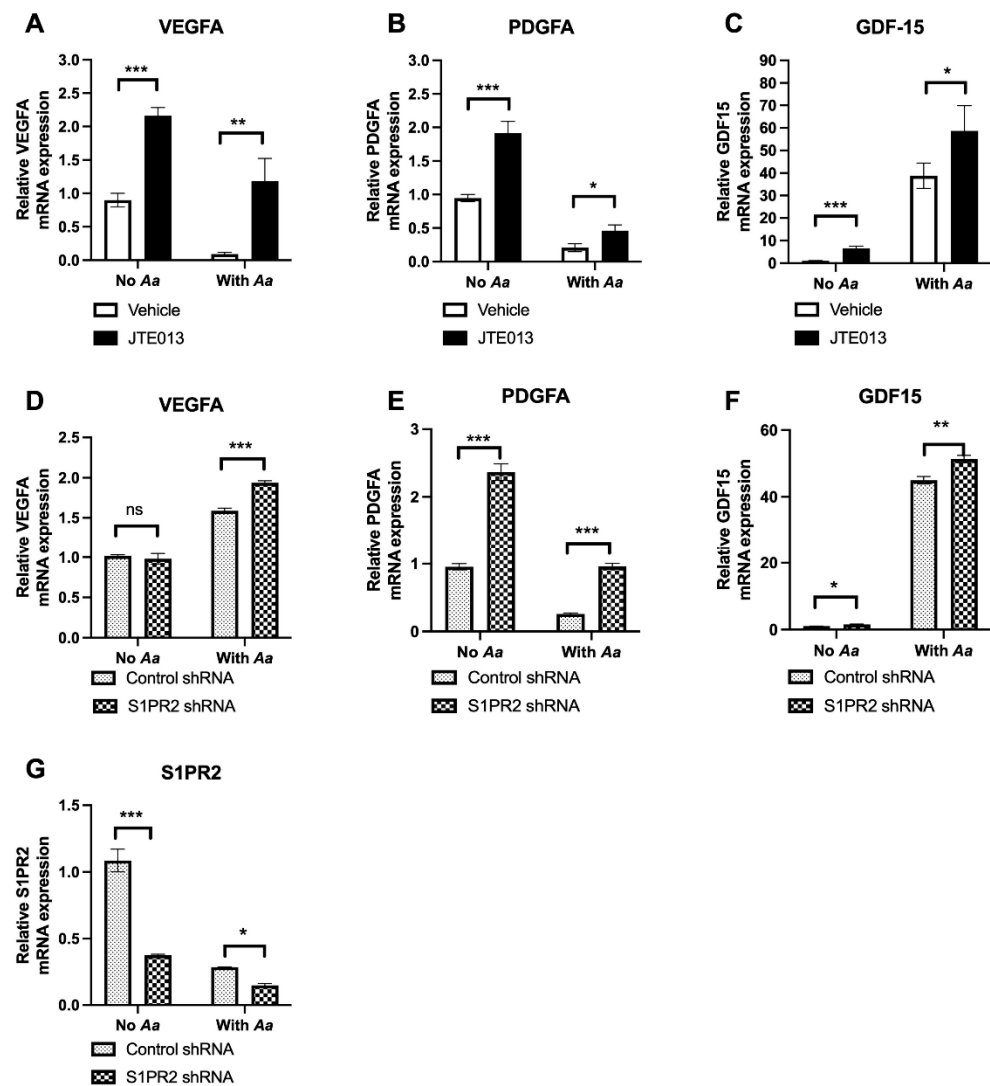 A
VEGFA
Relative VEGFA
mRNA expression
3.0
2.5
2.0
1.5
1.0
0.5
0.0
***
**
No Aa
With Aa
Vehicle
JTE013
B
PDGFA
Relative PDGFA
mRNA expression
3.0
2.5
2.0
1.5
1.0
0.5
0.0
***
*
No Aa
With Aa
Vehicle
JTE013
C
GDF-15
Relative GDF15
mRNA expression
90
80
70
60
50
40
30
20
10
0
***
*
No Aa
With Aa
Vehicle
JTE013
D
VEGFA
Relative VEGFA
mRNA expression
2.5
2.0
1.5
1.0
0.5
0.0
ns
***
No Aa
With Aa
Control shRNA
S1PR2 shRNA
E
PDGFA
Relative PDGFA
mRNA expression
3
2
1
0
***
***
No Aa
With Aa
Control shRNA
S1PR2 shRNA
F
GDF15
Relative GDF15
mRNA expression
60
40
20
0
*
**
No Aa
With Aa
Control shRNA
S1PR2 shRNA
G
S1PR2
Relative S1PR2
mRNA expression
1.5
1.0
0.5
0.0
***
*
No Aa
With Aa
Control shRNA
S1PR2 shRNA